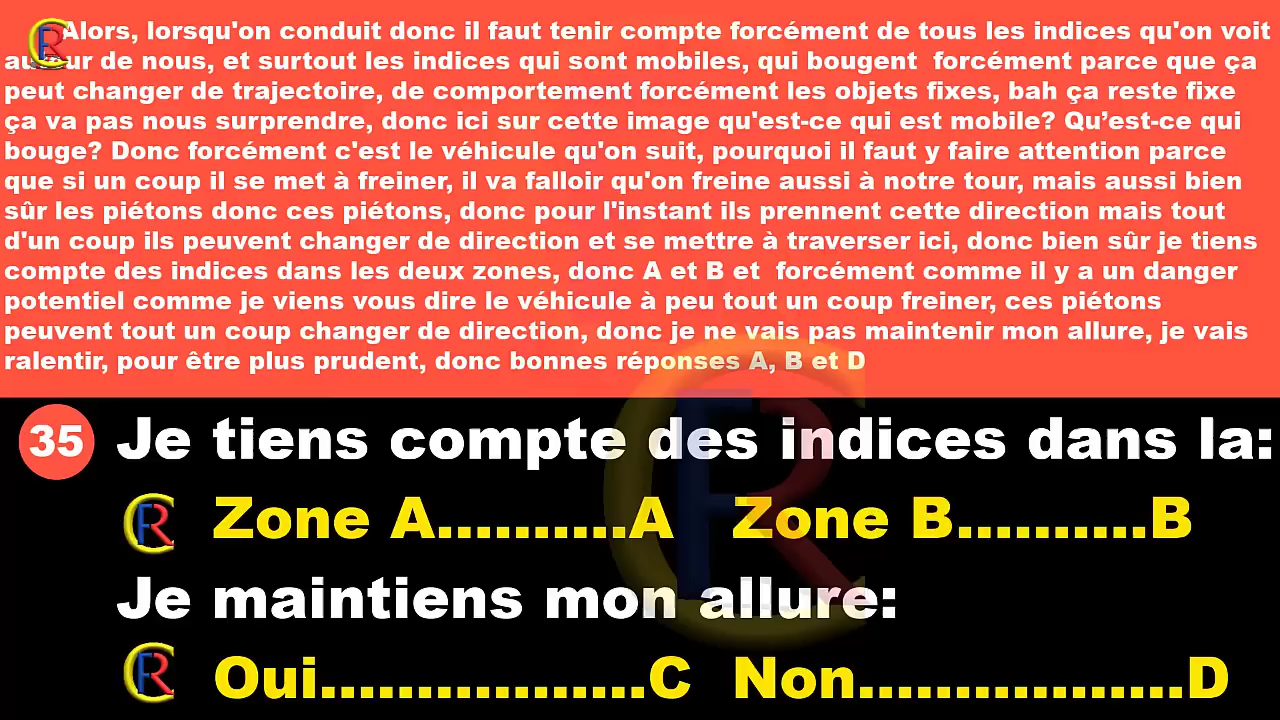 Alors, lorsqu'on conduit donc il faut tenir compte forcément de tous les indices qu'on voit
autour de nous, et surtout les indices qui sont mobiles, qui bougent  forcément parce que ça
peut changer de trajectoire, de comportement forcément les objets fixes, bah ça reste fixe
ça va pas nous surprendre, donc ici sur cette image qu'est-ce qui est mobile? Qu’est-ce qui
bouge? Donc forcément c'est le véhicule qu'on suit, pourquoi il faut y faire attention parce
que si un coup il se met à freiner, il va falloir qu'on freine aussi à notre tour, mais aussi bien
sûr les piétons donc ces piétons, donc pour l'instant ils prennent cette direction mais tout
d'un coup ils peuvent changer de direction et se mettre à traverser ici, donc bien sûr je tiens
compte des indices dans les deux zones, donc A et B et  forcément comme il y a un danger
potentiel comme je viens vous dire le véhicule à peu tout un coup freiner, ces piétons
peuvent tout un coup changer de direction, donc je ne vais pas maintenir mon allure, je vais
ralentir, pour être plus prudent, donc bonnes réponses A, B et D
35 Je tiens compte des indices dans la:
Zone A..........A Zone B..........B
Je maintiens mon allure:
Oui.................C Non.................D